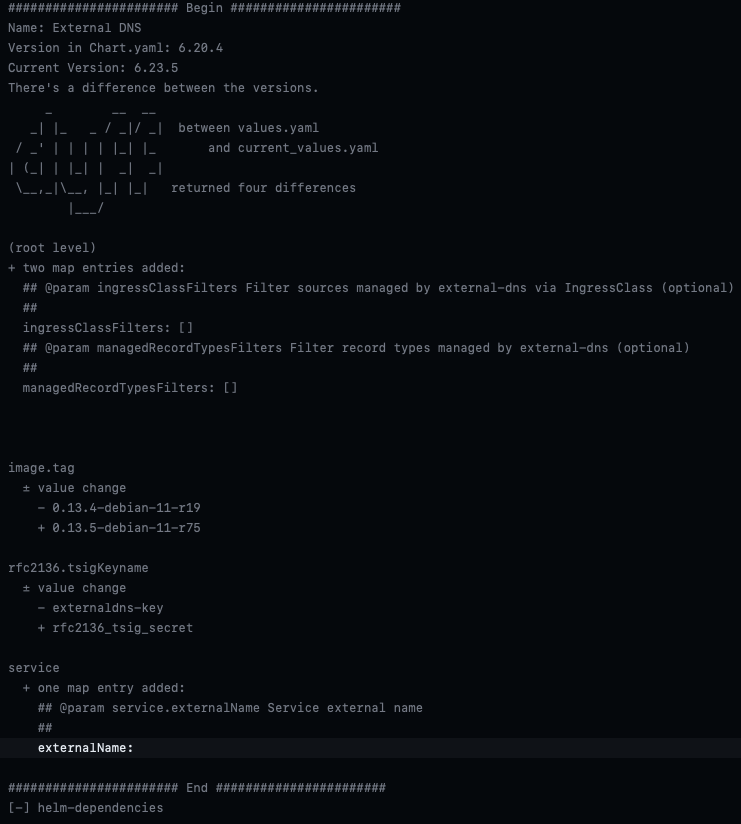 ####################### Begin #######################
Name: External DNS
Version in Chart.yaml: 6.20.4
Current Version: 6.23.5
There's a difference between the versions.
     _        __  __
   _| |_   _ / _|/ _|  between values.yaml
 / _' | | | | |_| |_       and current_values.yaml
| (_| | |_| |  _|  _|
 \__,_|\__, |_| |_|   returned four differences
        |___/
(root level)
+ two map entries added:
  ## @param ingressClassFilters Filter sources managed by external-dns via IngressClass (optional)
  ##
  ingressClassFilters: []
  ## @param managedRecordTypesFilters Filter record types managed by external-dns (optional)
  ##
  managedRecordTypesFilters: []
image.tag
  ± value change
    - 0.13.4-debian-11-r19
    + 0.13.5-debian-11-r75
rfc2136.tsigKeyname
  ± value change
    - externaldns-key
    + rfc2136_tsig_secret
service
  + one map entry added:
    ## @param service.externalName Service external name
    ##
    externalName:
####################### End #######################
[-] helm-dependencies